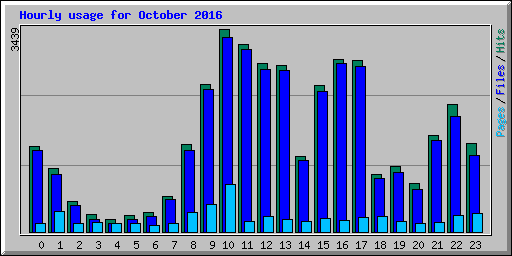 Hourly usage for October 2016
3439
Pages / Files / Hits
0 1 2 3 4 5 6 7 8 9 10 11 12 13 14 15 16 17 18 19 20 21 22 23